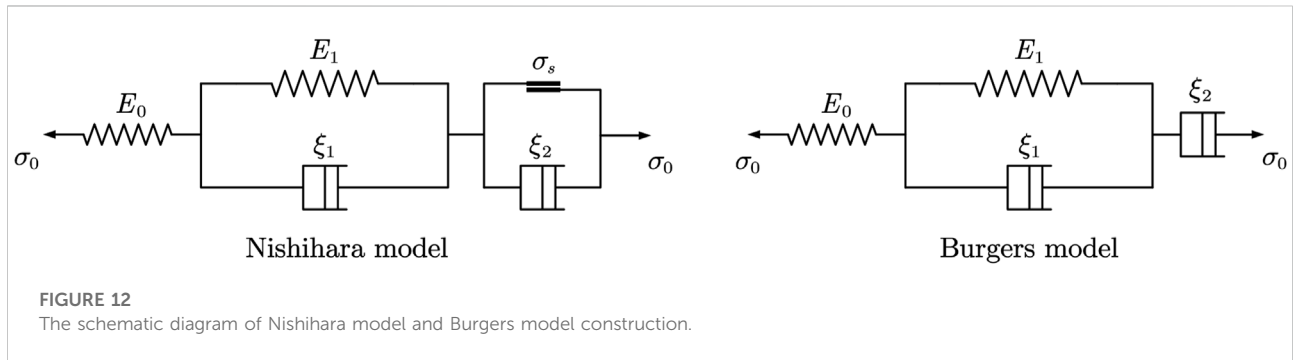 E₁
σₛ
E₀
ξ₁
ξ₂
σ₀
σ₀
Nishihara model
E₁
E₀
ξ₂
ξ₁
σ₀
σ₀
Burgers model
FIGURE 12
The schematic diagram of Nishihara model and Burgers model construction.